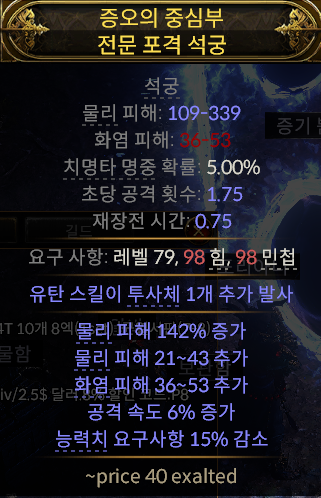 증오의 중심부
전문 포격 석궁
석궁
물리 피해: 109-339
화염 피해: 36-53
치명타 명중 확률: 5.00%
초당 공격 횟수: 1.75
재장전 시간: 0.75
요구 사항: 레벨 79, 98 힘, 98 민첩
유탄 스킬이 투사체 1개 추가 발사
물리 피해 142% 증가
물리 피해 21~43 추가
화염 피해 36~53 추가
공격 속도 6% 증가
능력치 요구사항 15% 감소
~price 40 exalted